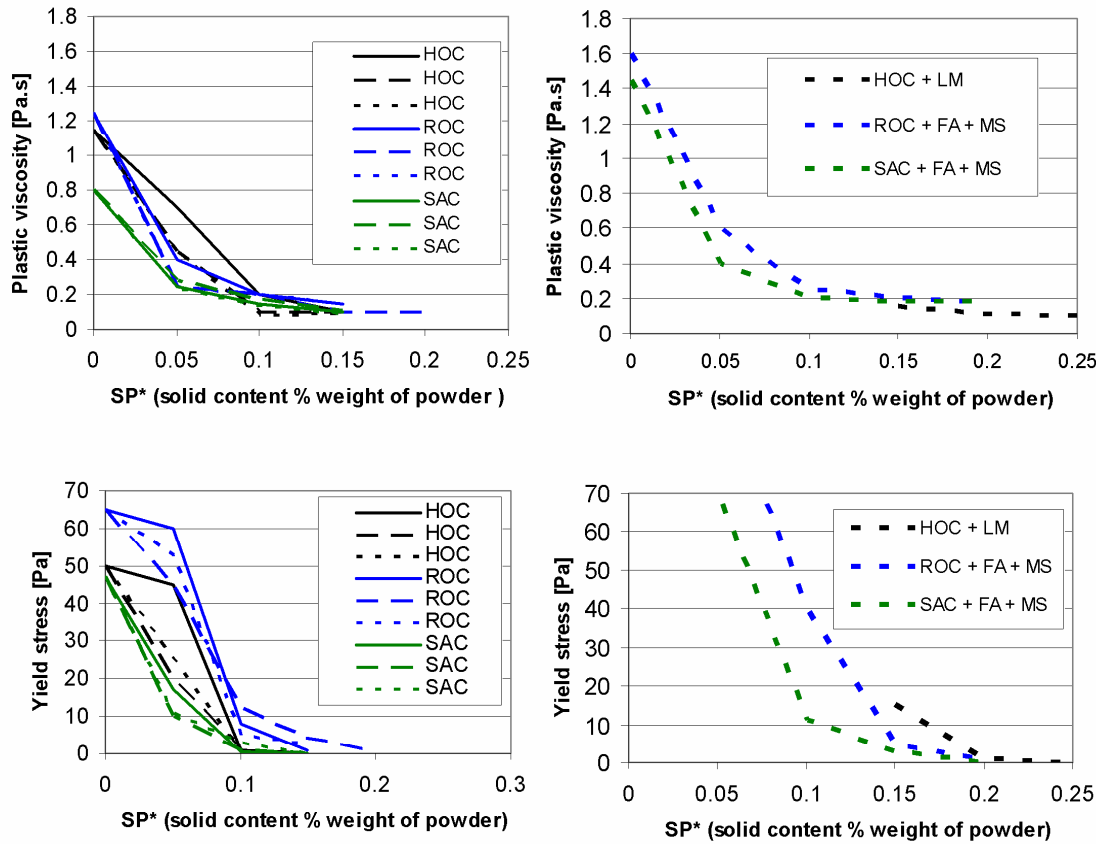 1.8
1.6
1.4
1.2
1
0.8
0.6
0.4
0.2
0
Plastic viscosity [Pa.s]
HOC
HOC
HOC
ROC
ROC
ROC
SAC
SAC
SAC
0 0.05 0.1 0.15 0.2 0.25
SP* (solid content % weight of powder )
1.8
1.6
1.4
1.2
1
0.8
0.6
0.4
0.2
0
Plastic viscosity [Pa.s]
HOC + LM
ROC + FA + MS
SAC + FA + MS
0 0.05 0.1 0.15 0.2 0.25
SP* (solid content % weight of powder)
70
60
50
40
30
20
10
0
Yield stress [Pa]
HOC
HOC
HOC
ROC
ROC
ROC
SAC
SAC
SAC
0 0.1 0.2 0.3
SP* (solid content % weight of powder)
70
60
50
40
30
20
10
0
Yield stress [Pa]
HOC + LM
ROC + FA + MS
SAC + FA + MS
0 0.05 0.1 0.15 0.2 0.25
SP* (solid content % weight of powder)